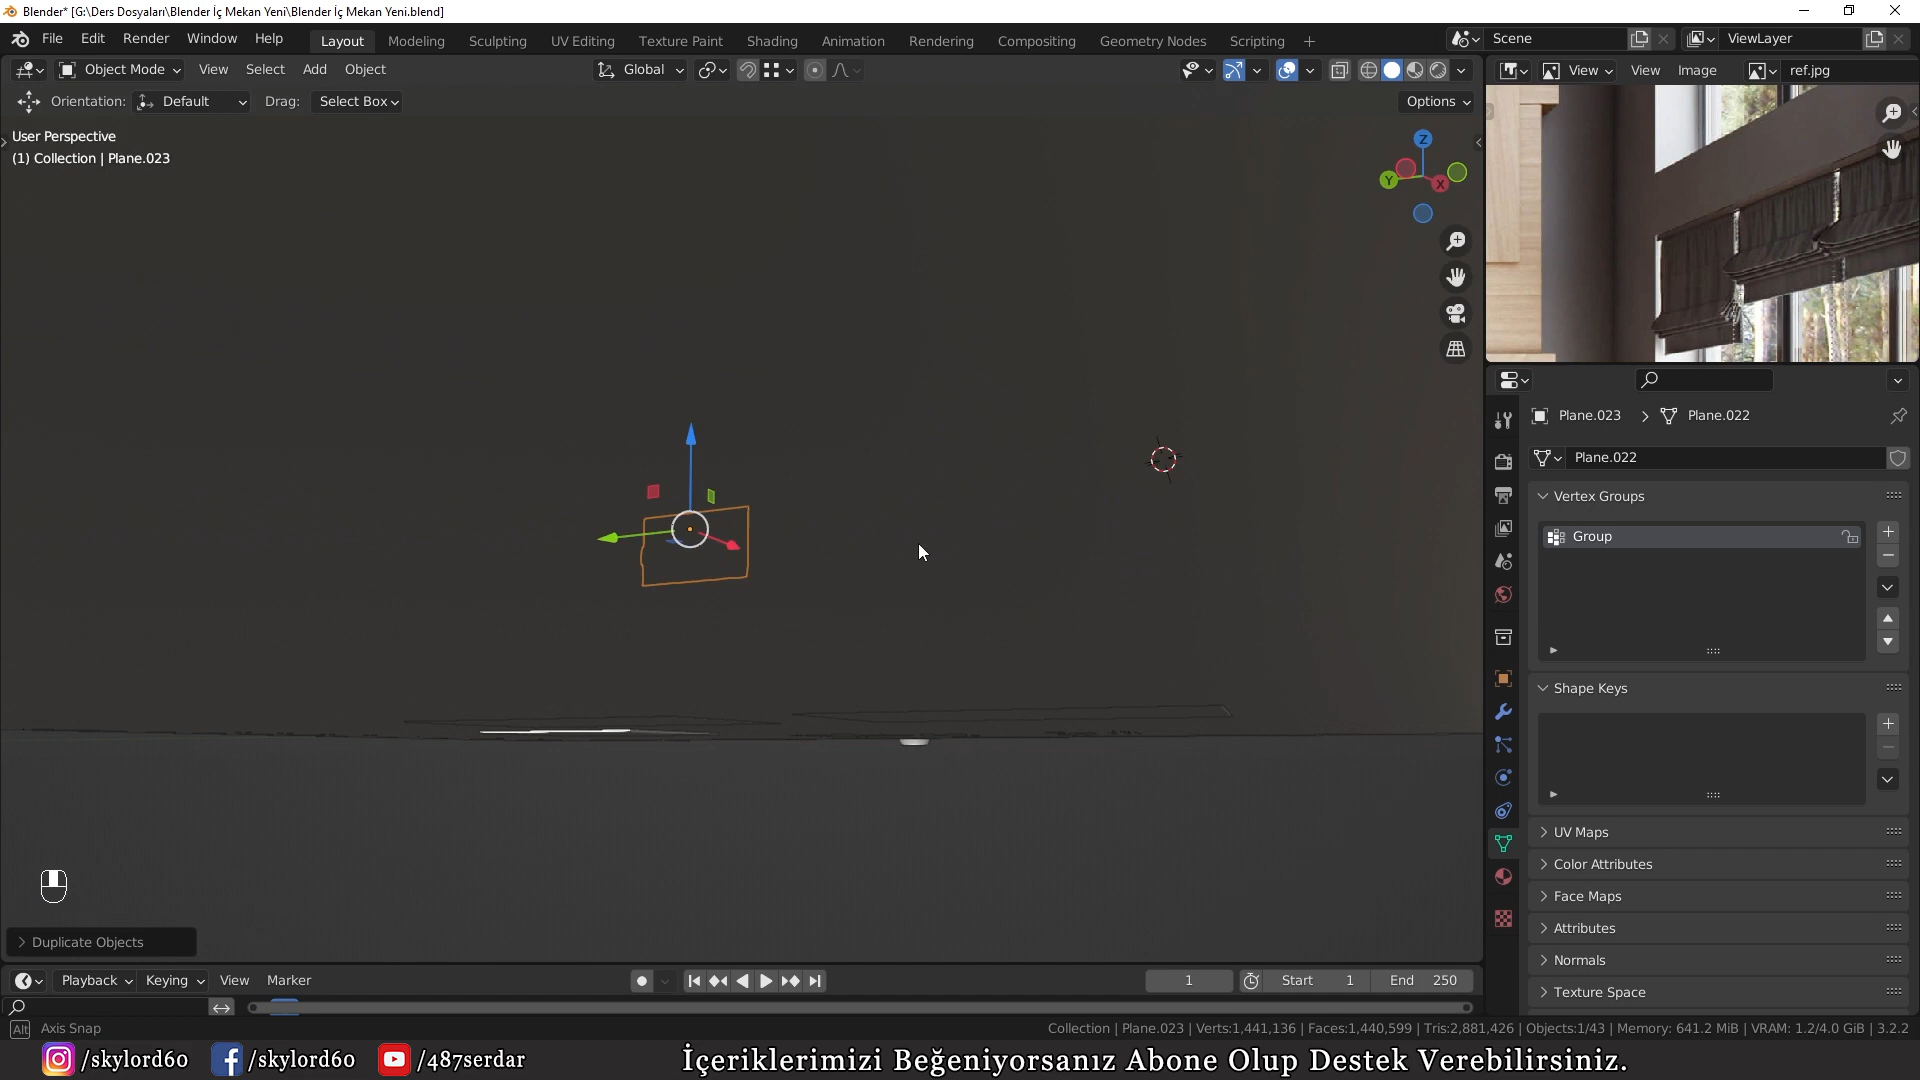 Blender* [G:\Ders Dosyaları\Blender İç Mekan Yeni\Blender İç Mekan Yeni.blend]
File Edit Render Window Help
Layout Modeling Sculpting UV Editing Texture Paint Shading Animation Rendering Compositing Geometry Nodes Scripting +
Scene
ViewLayer
Object Mode View Select Add Object
Global
View View Image
ref.jpg
Orientation: Default Drag: Select Box
Options
User Perspective
(1) Collection | Plane.023
Z
Y
X
Plane.023 > Plane.022
Plane.022
Vertex Groups
Group
Shape Keys
UV Maps
Color Attributes
Face Maps
Attributes
Normals
Texture Space
Duplicate Objects
Playback Keying View Marker
1
Start 1
End 250
Alt Axis Snap
Collection | Plane.023 | Verts:1,441,136 | Faces:1,440,599 | Tris:2,881,426 | Objects:1/43 | Memory: 641.2 MiB | VRAM: 1.2/4.0 GiB | 3.2.2
/skylord60 /skylord60 /487serdar
İçeriklerimizi Beğeniyorsanız Abone Olup Destek Verebilirsiniz.